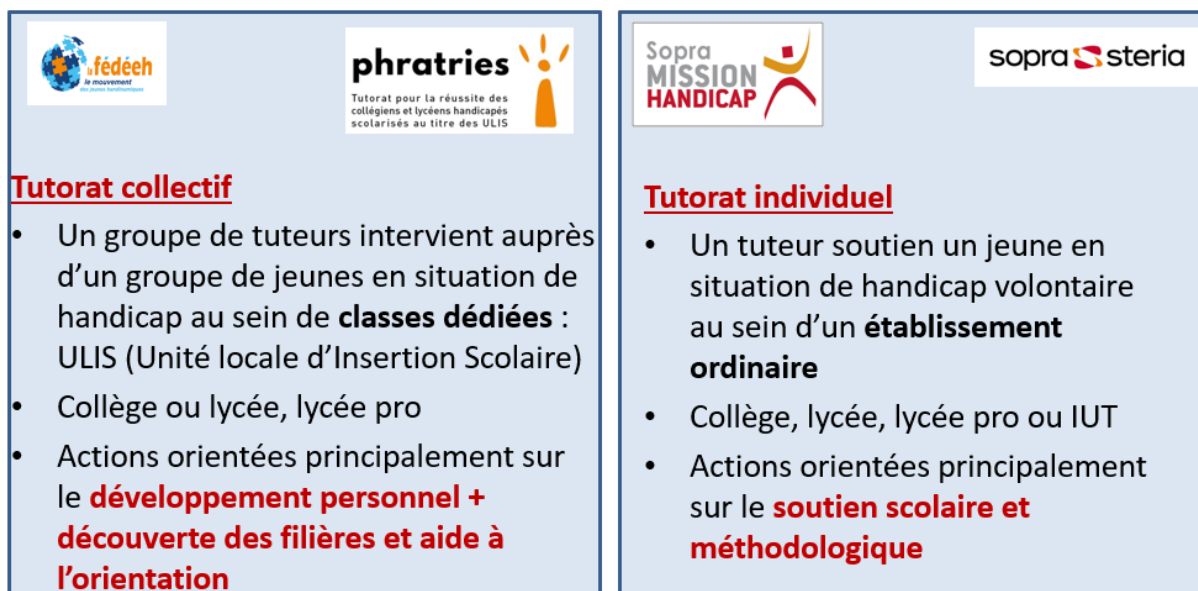 la fédéeh
le mouvement
des jeunes handinamiques
phratries
Tutorat pour la réussite des
collégiens et lycéens handicapés
scolarisés au titre des ULIS
Tutorat collectif
• Un groupe de tuteurs intervient auprès
d’un groupe de jeunes en situation de
handicap au sein de classes dédiées :
ULIS (Unité locale d’Insertion Scolaire)
• Collège ou lycée, lycée pro
• Actions orientées principalement sur
le développement personnel +
découverte des filières et aide à
l’orientation
Sopra
MISSION
HANDICAP
sopra steria
Tutorat individuel
• Un tuteur soutien un jeune en
situation de handicap volontaire
au sein d’un établissement
ordinaire
• Collège, lycée, lycée pro ou IUT
• Actions orientées principalement
sur le soutien scolaire et
méthodologique